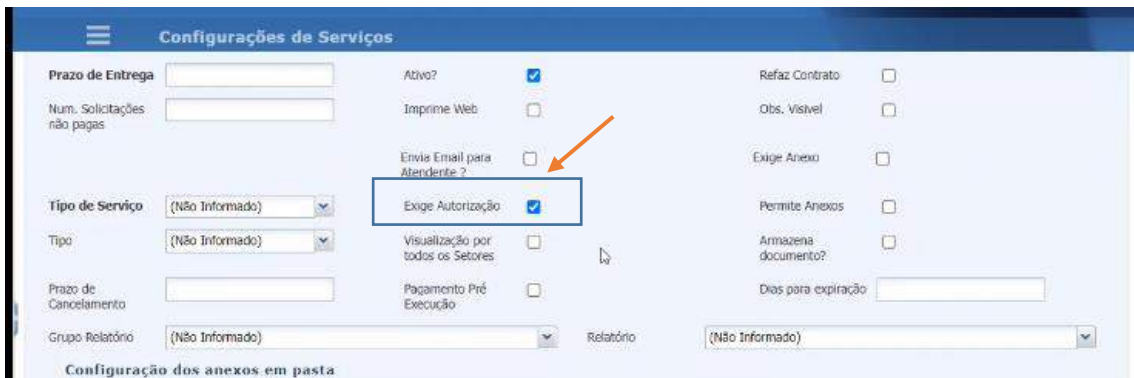 Configurações de Serviços
Prazo de Entrega Ativo? Refaz Contrato
Num. Solicitações não pagas Imprime Web Obs. Visivel
Envia Email para Atendente ? Exige Anexo
Tipo de Serviço (Não Informado) Exige Autorização Permite Anexos
Tipo (Não Informado) Visualização por todos os Setores Armazena documento?
Prazo de Cancelamento Pagamento Pré Execução Dias para expiração
Grupo Relatório (Não Informado) Relatório (Não Informado)
Configuração dos anexos em pasta